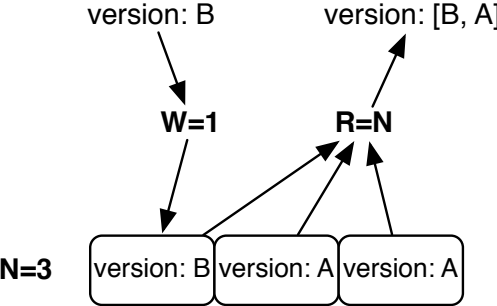 version: B
version: [B, A]
W=1
R=N
N=3
version: B
version: A
version: A